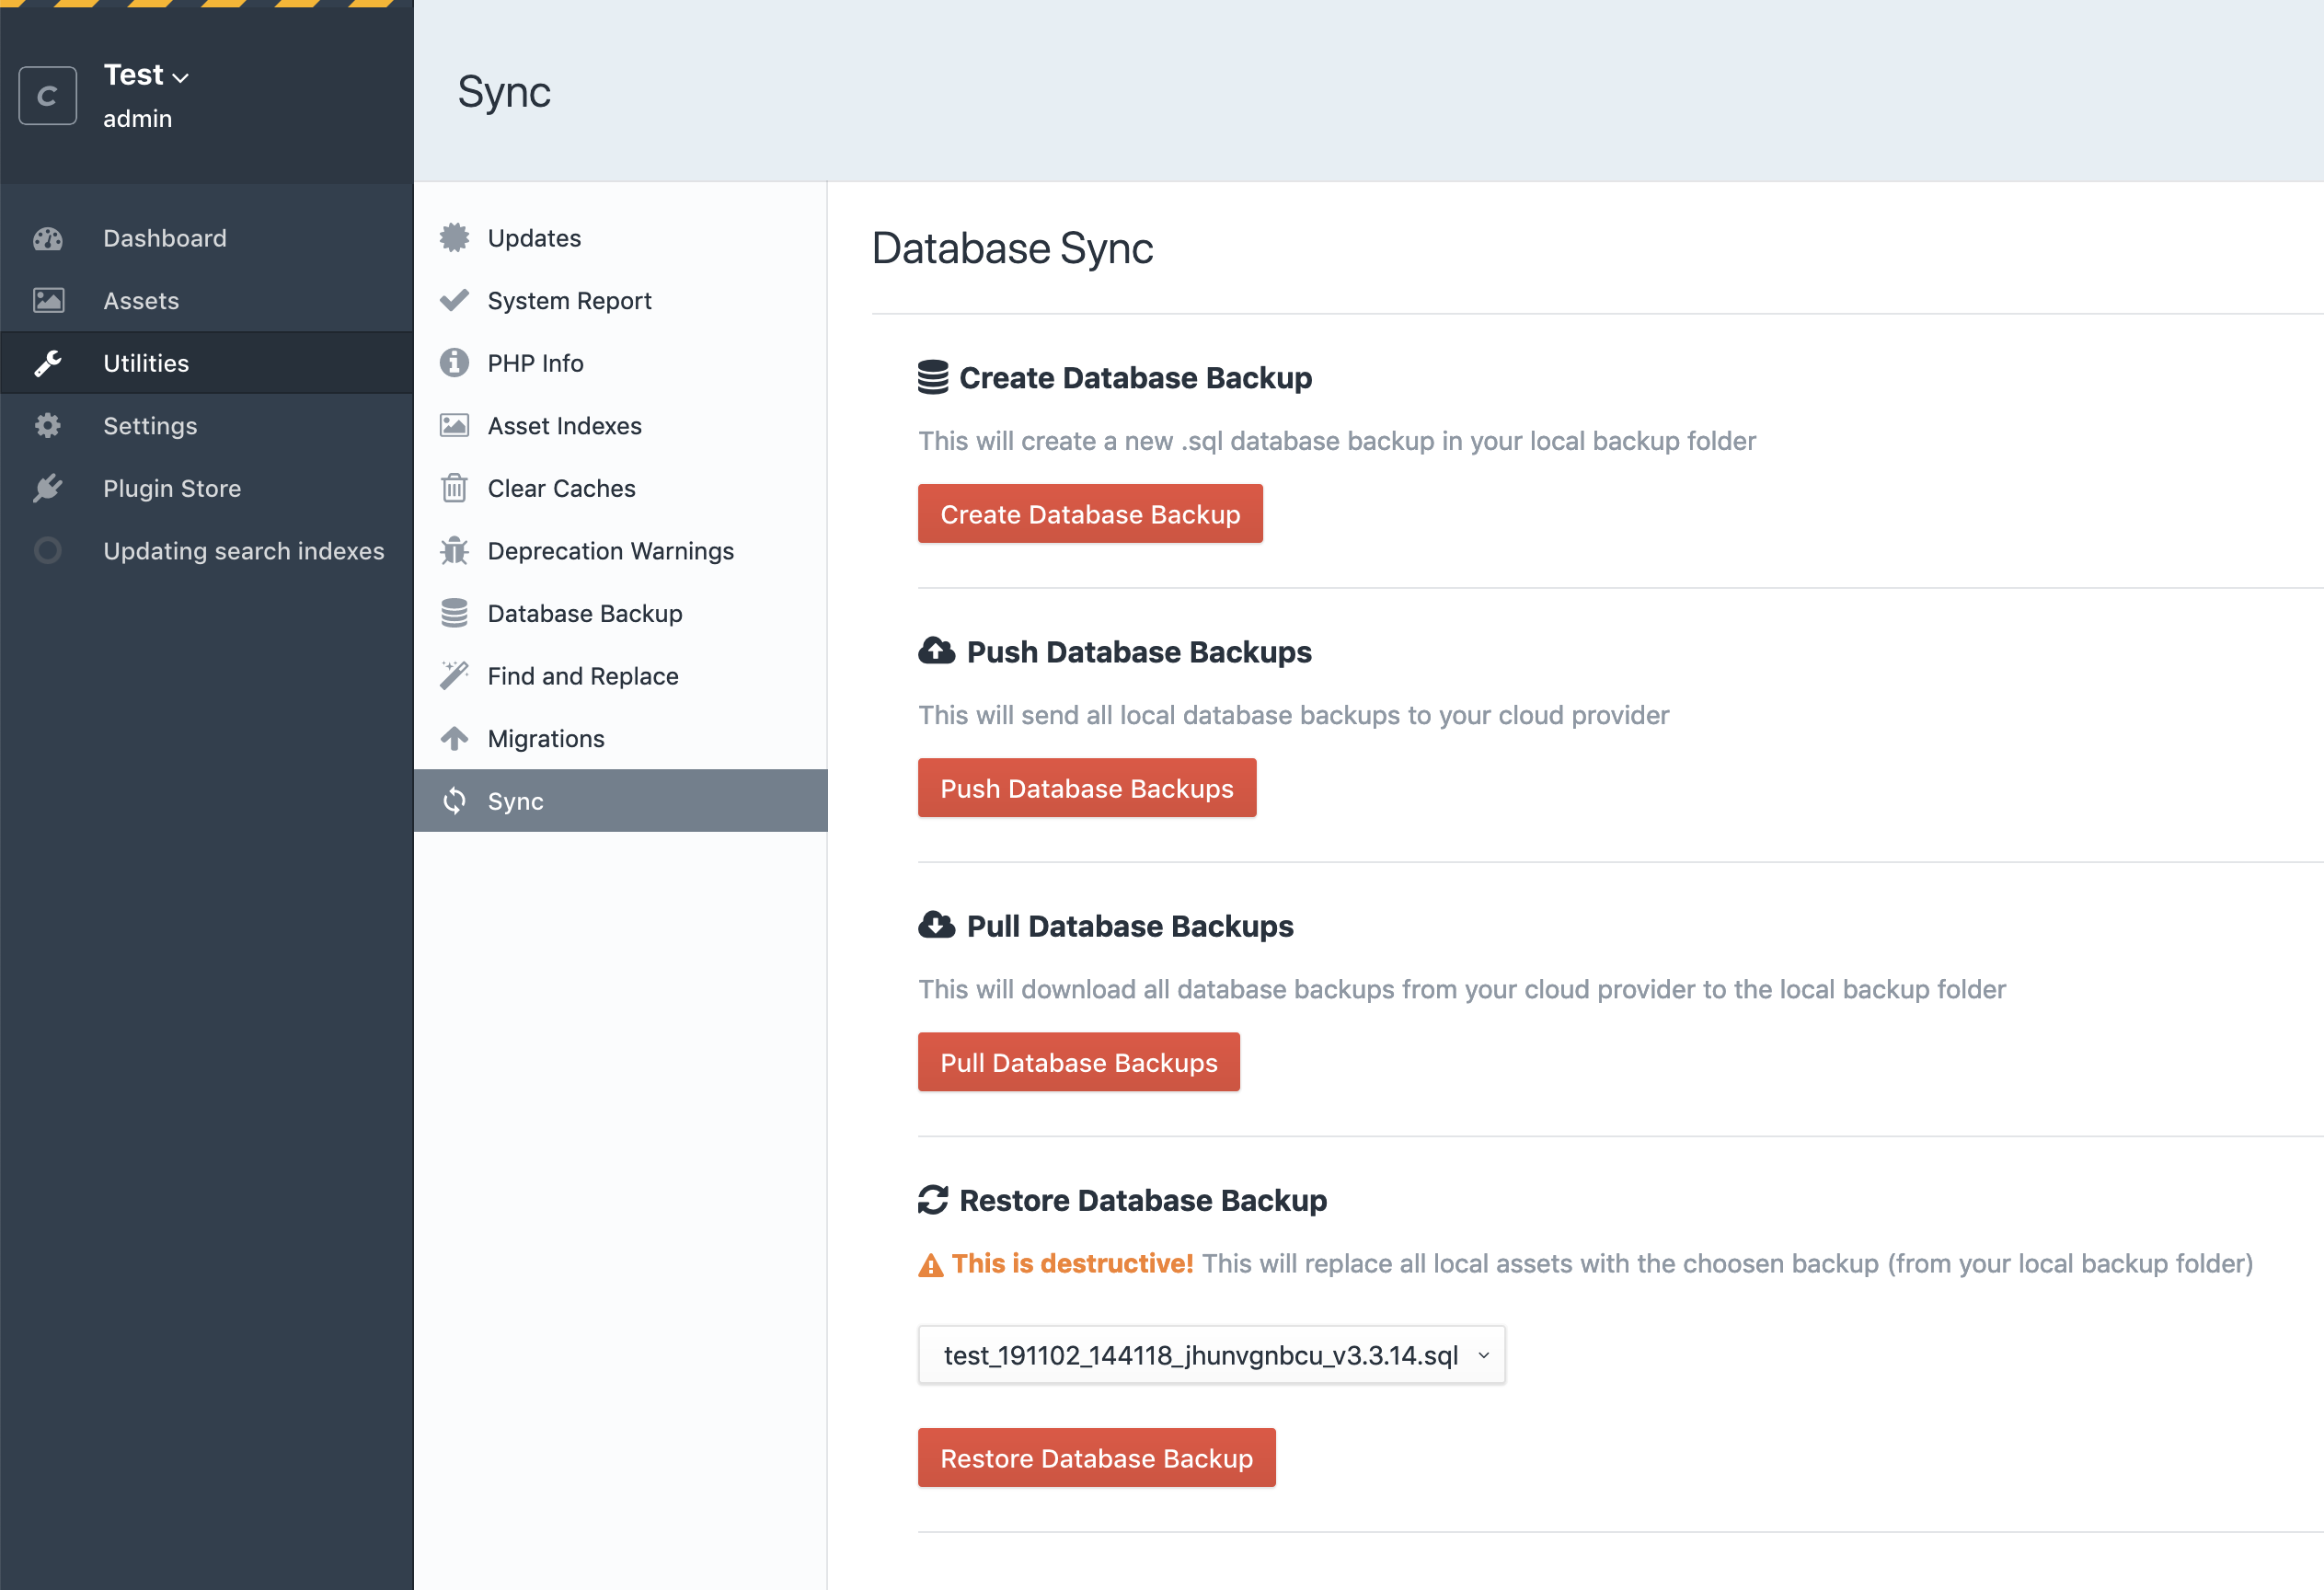 C
Test
admin
Sync
Dashboard
Assets
Utilities
Settings
Plugin Store
Updating search indexes
Updates
System Report
PHP Info
Asset Indexes
Clear Caches
Deprecation Warnings
Database Backup
Find and Replace
Migrations
Sync
Database Sync
Create Database Backup
This will create a new .sql database backup in your local backup folder
Create Database Backup
Push Database Backups
This will send all local database backups to your cloud provider
Push Database Backups
Pull Database Backups
This will download all database backups from your cloud provider to the local backup folder
Pull Database Backups
Restore Database Backup
This is destructive! This will replace all local assets with the choosen backup (from your local backup folder)
test_191102_144118_jhunvgnbcu_v3.3.14.sql
Restore Database Backup